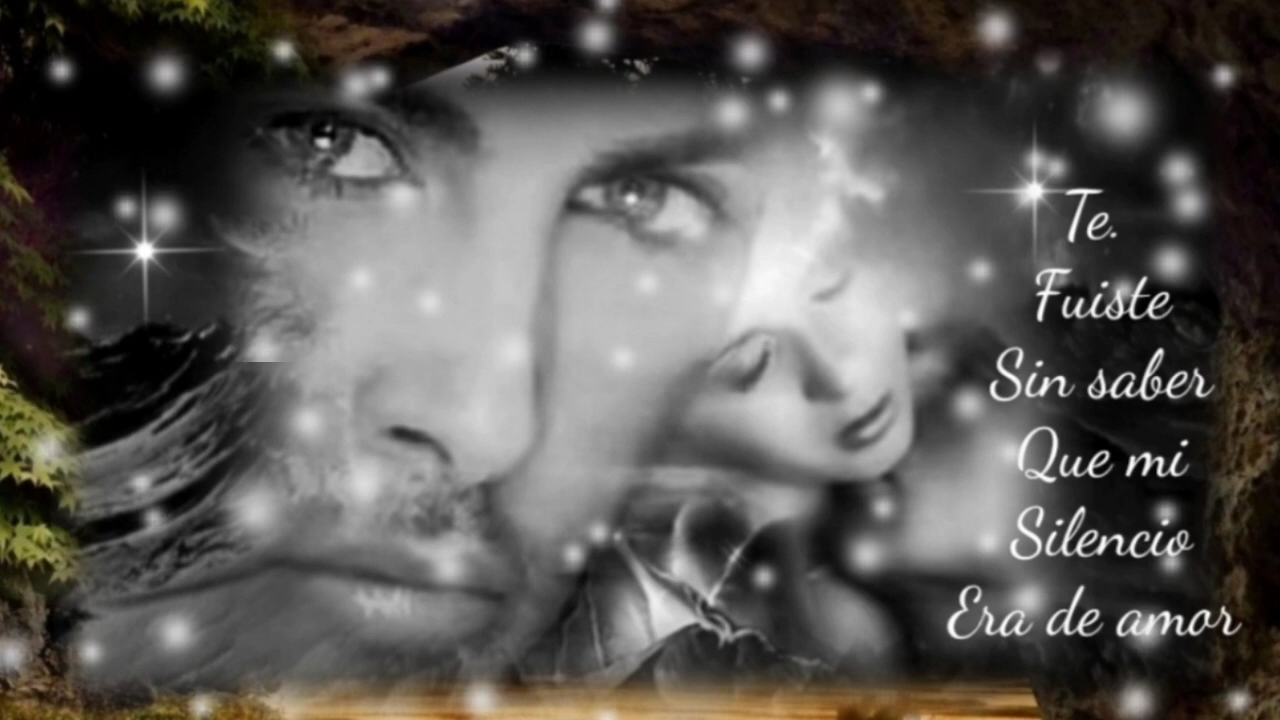 Te.
Fuiste
Sin saber
Que mi
Silencio
Era de amor